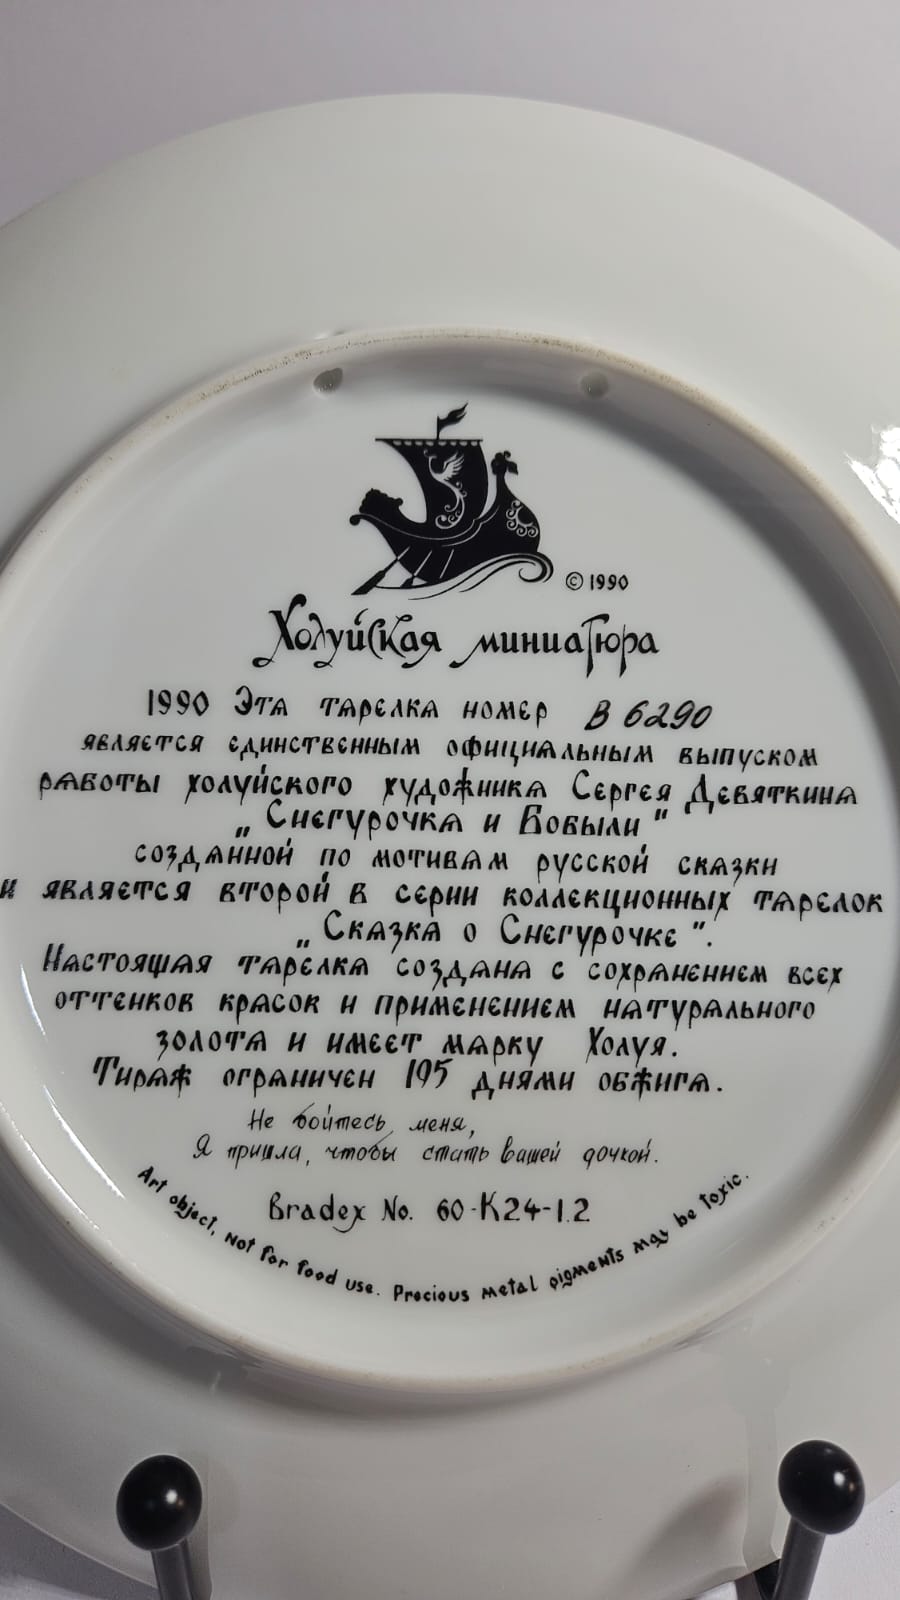 © 1990
Холуйская миниатюра
1990 Эта тарелка номер B 6290
является единственным официальным выпуском
работы холуйского художника Сергея Девяткина
„Снегурочка и Бобыли"
созданной по мотивам русской сказки
и является второй в серии коллекционных тарелок
„Сказка о Снегурочке".
Настоящая тарелка создана с сохранением всех
оттенков красок и применением натурального
золота и имеет марку Холуя.
Тираж ограничен 195 днями обжига.
Не бойтесь меня,
Я пришла, чтобы стать вашей дочкой.
Bradex No. 60-K24-1.2
Art object, Not for food use. Precious metal pigments may be toxic.